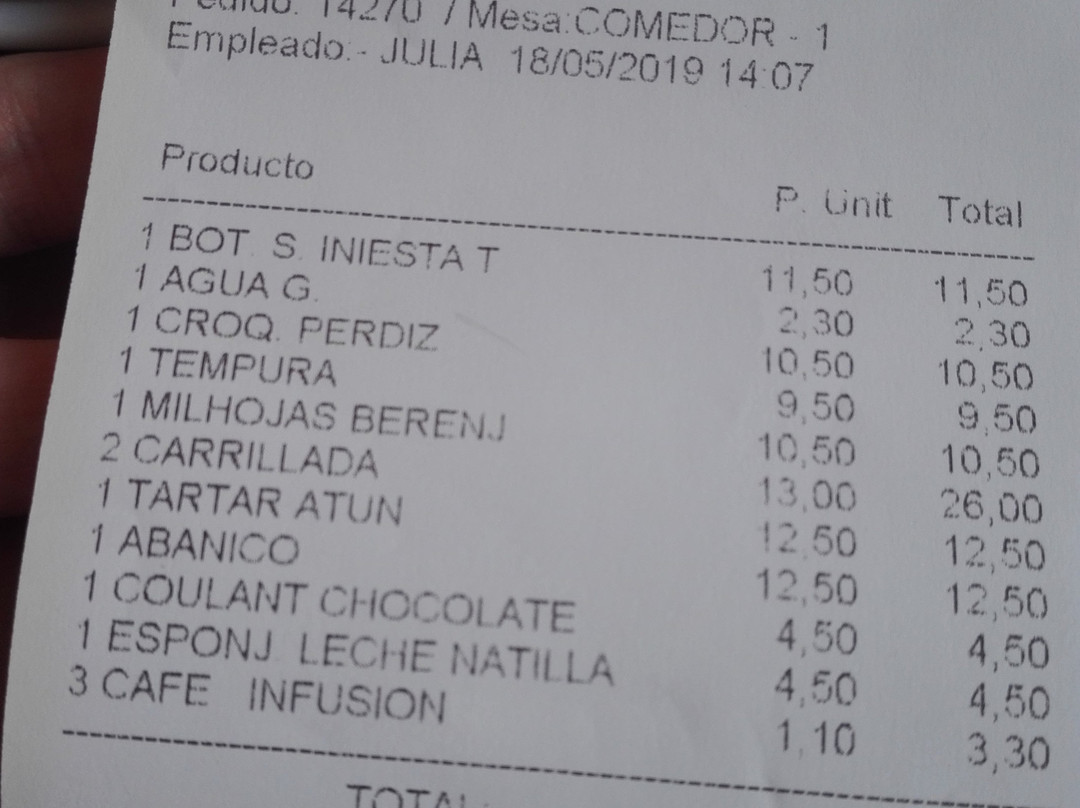 Pedido: 14270 / Mesa:COMEDOR - 1
Empleado:- JULIA 18/05/2019 14:07
Producto P. Unit Total
1 BOT. S. INIESTA T 11,50 11,50
1 AGUA G. 2,30 2,30
1 CROQ. PERDIZ 10,50 10,50
1 TEMPURA 9,50 9,50
1 MILHOJAS BERENJ 10,50 10,50
2 CARRILLADA 13,00 26,00
1 TARTAR ATUN 12,50 12,50
1 ABANICO 12,50 12,50
1 COULANT CHOCOLATE 4,50 4,50
1 ESPONJ. LECHE NATILLA 4,50 4,50
3 CAFE INFUSION 1,10 3,30
TOTAL